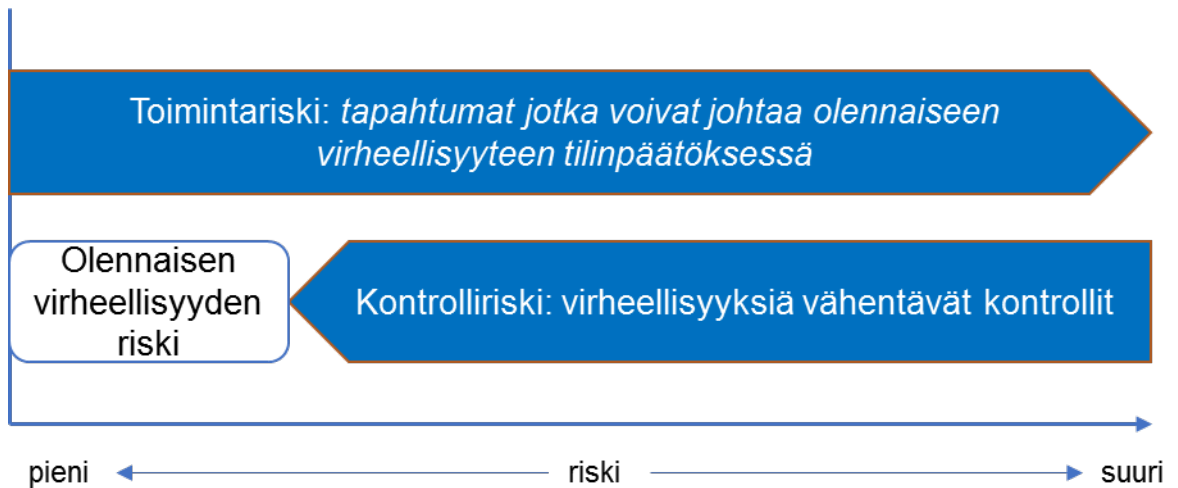 Toimintariski: tapahtumat jotka voivat johtaa olennaiseen
virheellisyyteen tilinpäätöksessä
Olennaisen
virheellisyyden
riski
Kontrolliriski: virheellisyyksiä vähentävät kontrollit
pieni
riski
suuri